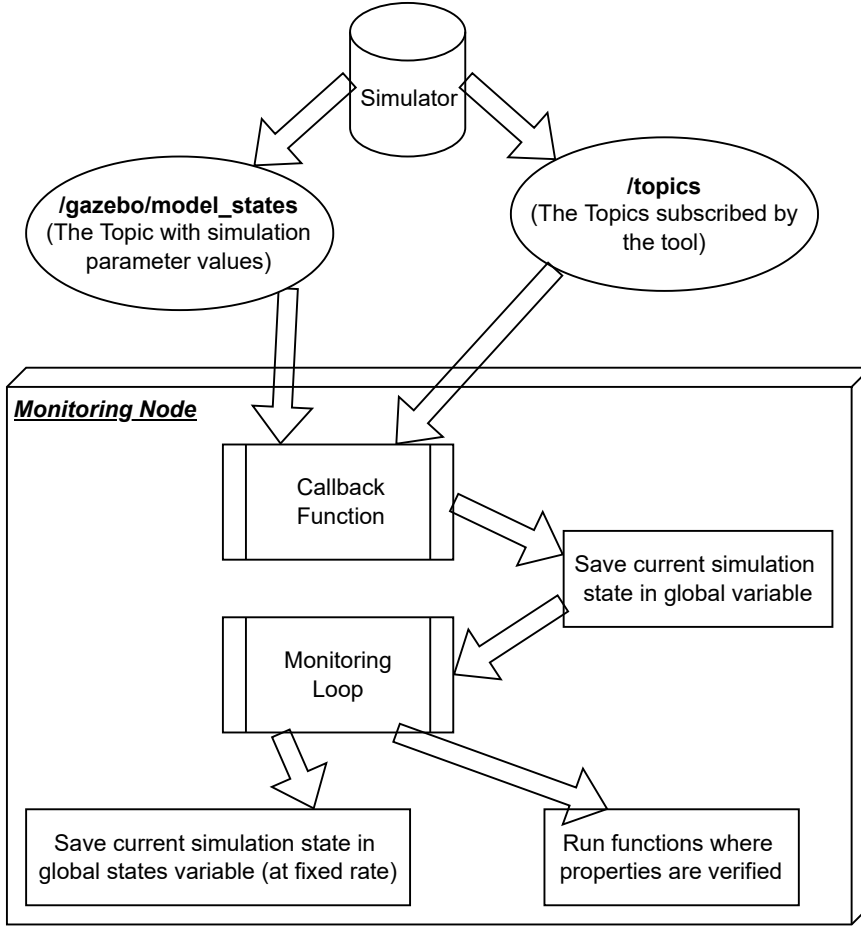 Simulator
/gazebo/model_states
(The Topic with simulation
parameter values)
/topics
(The Topics subscribed by
the tool)
Monitoring Node
Callback
Function
Save current simulation
state in global variable
Monitoring
Loop
Save current simulation state in
global states variable (at fixed rate)
Run functions where
properties are verified